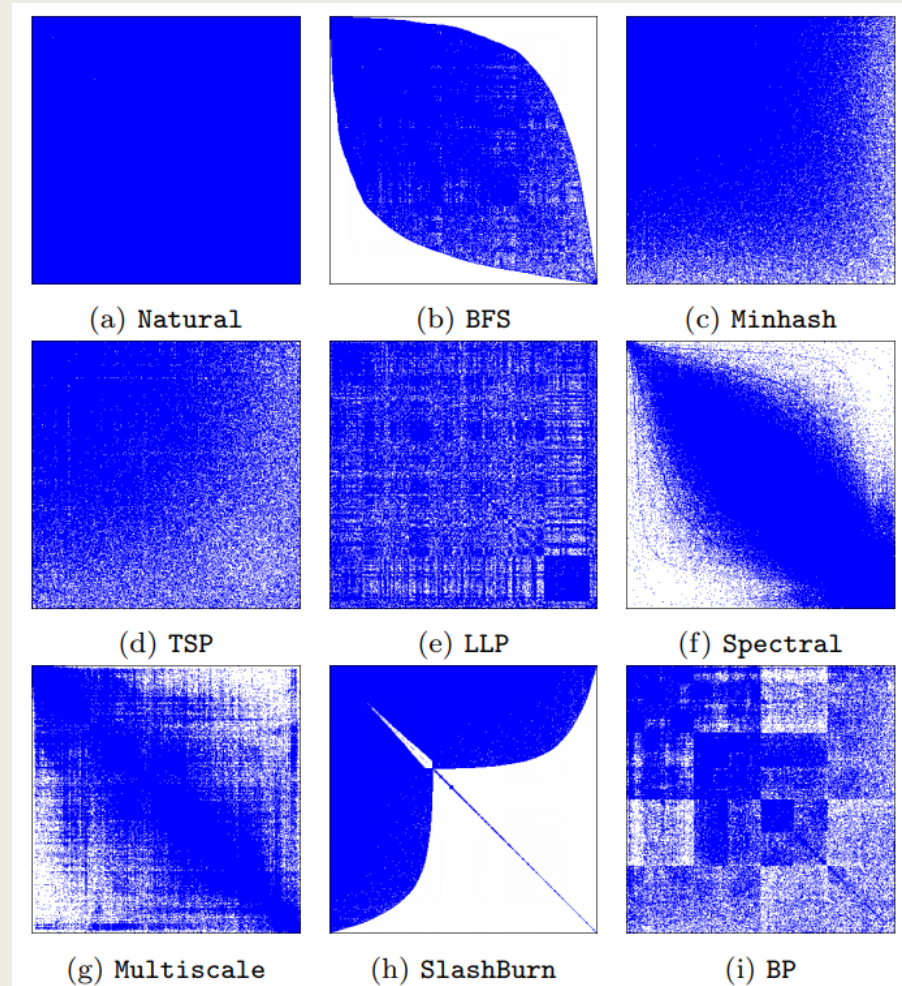 (a) Natural
(b) BFS
(c) Minhash
(d) TSP
(e) LLP
(f) Spectral
(g) Multiscale
(h) SlashBurn
(i) BP